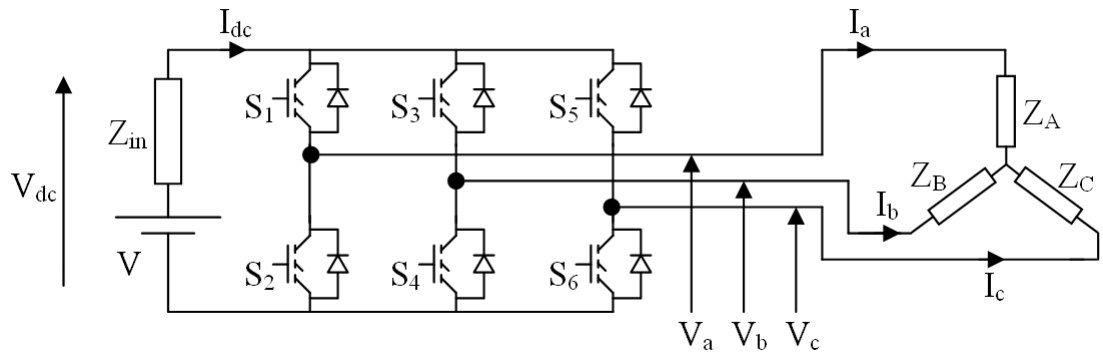 I_dc
I_a
S_1
S_3
S_5
Z_in
Z_A
V_dc
Z_B
Z_C
I_b
V
S_2
S_4
S_6
I_c
V_a
V_b
V_c